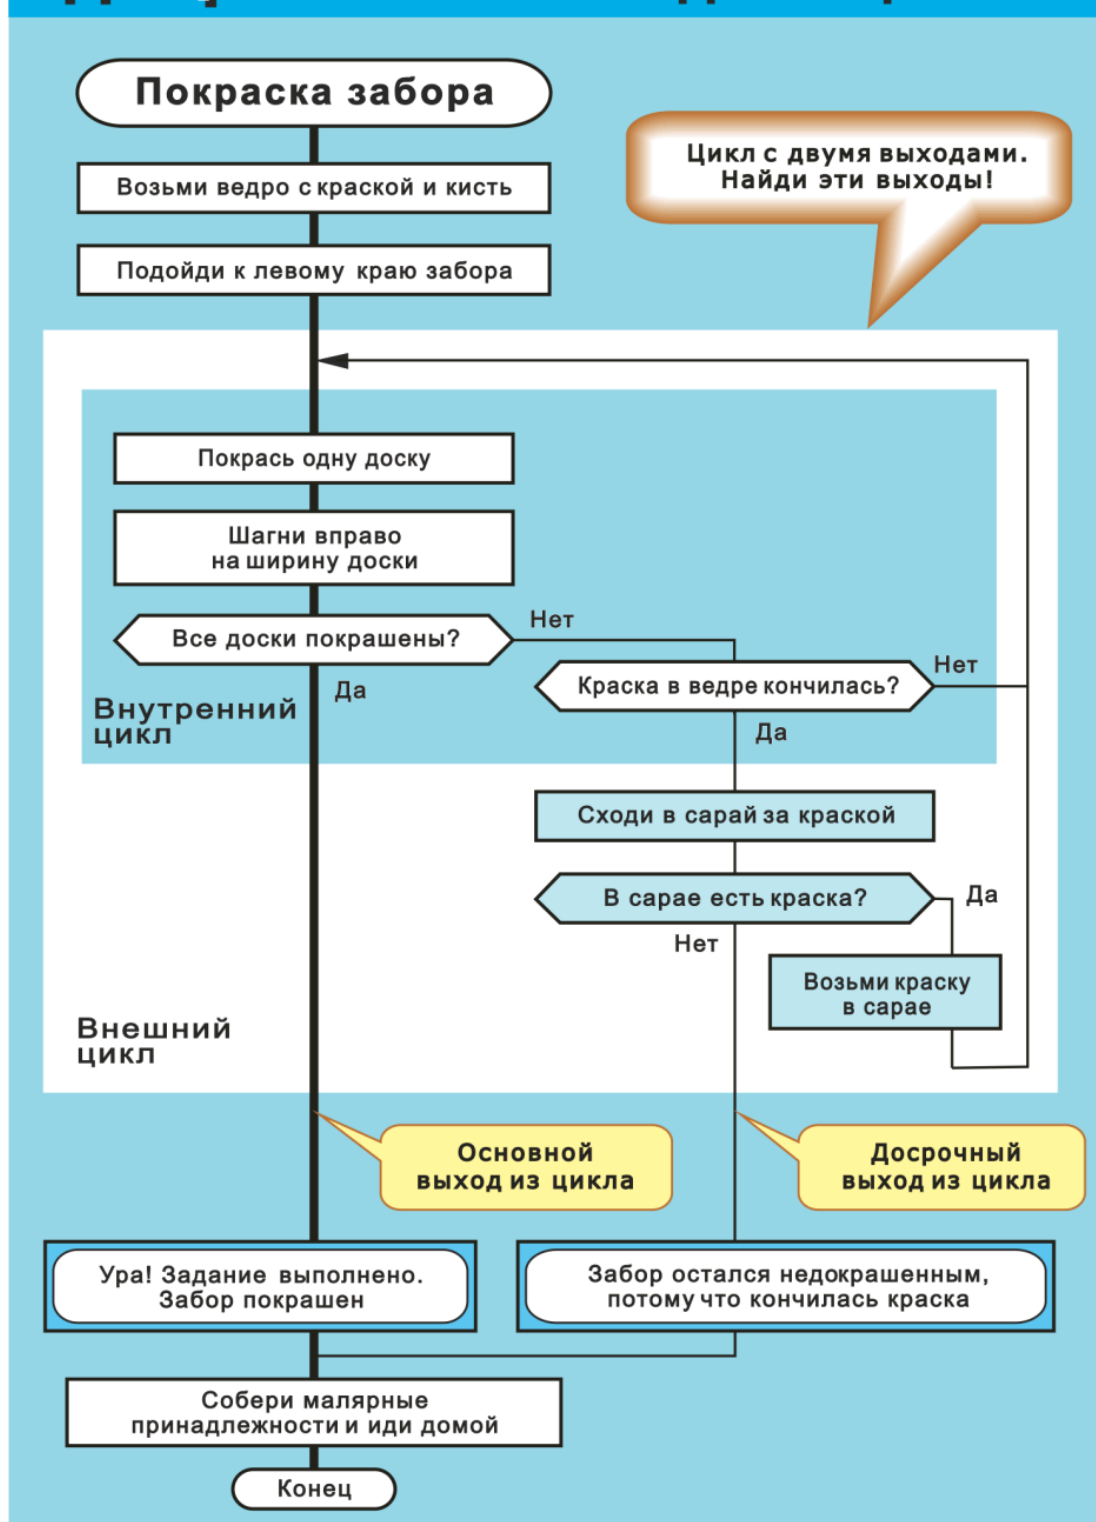 Покраска забора
Возьми ведро с краской и кисть
Подойди к левому краю забора
Цикл с двумя выходами.
Найди эти выходы!
Покрась одну доску
Шагни вправо
на ширину доски
Все доски покрашены?
Нет
Да
Краска в ведре кончилась?
Нет
Да
Внутренний
цикл
Сходи в сарай за краской
В сарае есть краска?
Да
Нет
Возьми краску
в сарае
Внешний
цикл
Основной
выход из цикла
Досрочный
выход из цикла
Ура! Задание выполнено.
Забор покрашен
Забор остался недокрашенным,
потому что кончилась краска
Собери малярные
принадлежности и иди домой
Конец